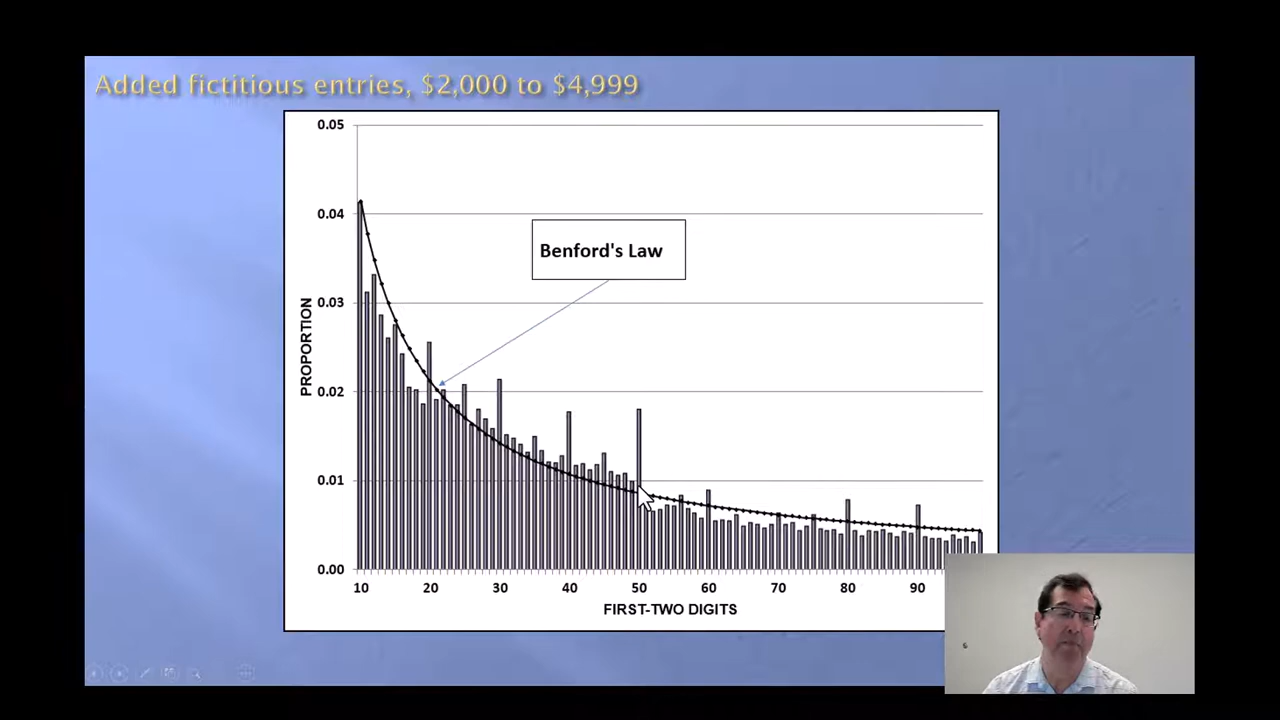 Added fictitious entries, $2,000 to $4,999
0.05
0.04
Benford's Law
0.03
PROPORTION
0.02
0.01
0.00
10 20 30 40 50 60 70 80 90
FIRST-TWO DIGITS